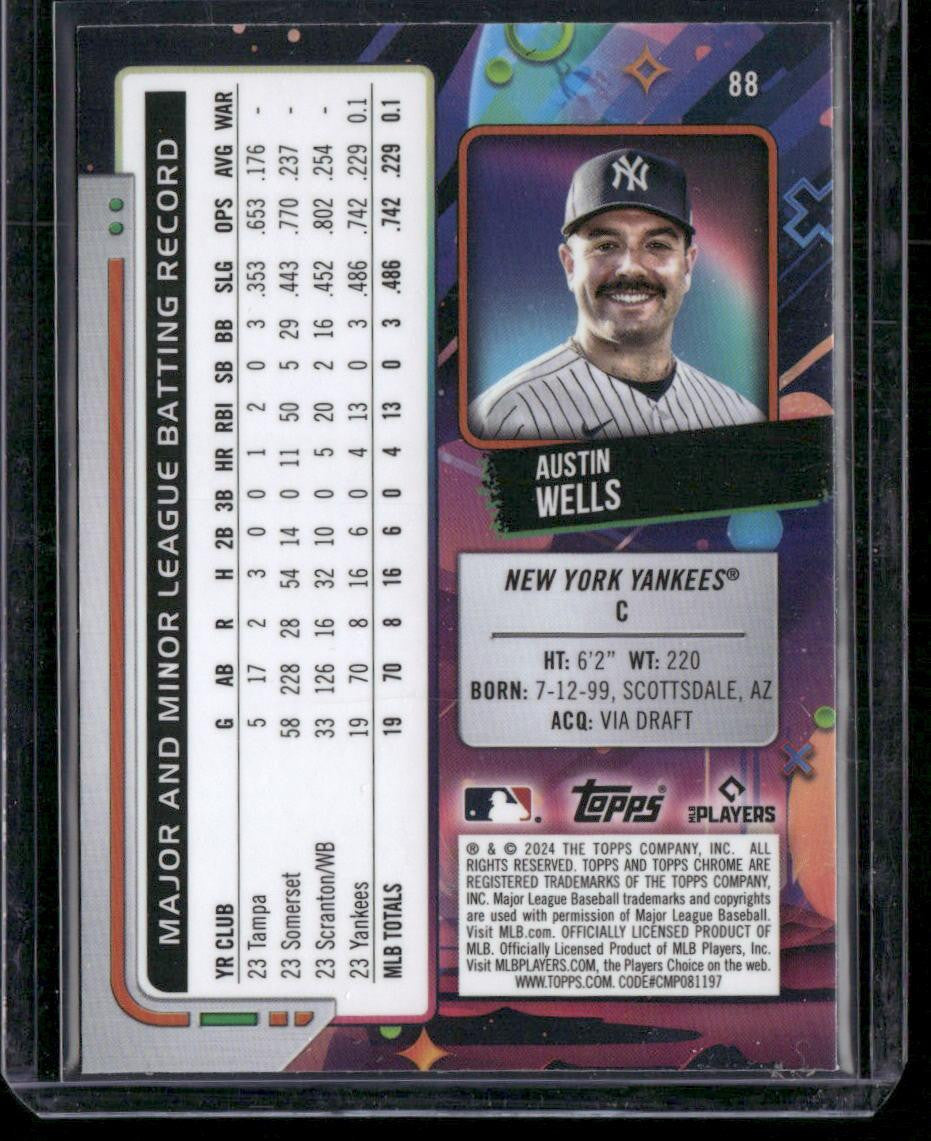 88
NY
AUSTIN
WELLS
NEW YORK YANKEES®
C
HT: 6'2" WT: 220
BORN: 7-12-99, SCOTTSDALE, AZ
ACQ: VIA DRAFT
MAJOR AND MINOR LEAGUE BATTING RECORD
YR CLUB G AB R H 2B 3B HR RBI SB BB SLG OPS AVG WAR
23 Tampa 5 17 2 3 0 0 1 2 0 3 .353 .653 .176 -
23 Somerset 58 228 28 54 14 0 11 50 5 29 .443 .770 .237 -
23 Scranton/WB 33 126 16 32 10 0 5 20 2 16 .452 .802 .254 -
23 Yankees 19 70 8 16 6 0 4 13 0 3 .486 .742 .229 0.1
MLB TOTALS 19 70 8 16 6 0 4 13 0 3 .486 .742 .229 0.1
topps®
MLB PLAYERS
® & © 2024 THE TOPPS COMPANY, INC. ALL
RIGHTS RESERVED. TOPPS AND TOPPS CHROME ARE
REGISTERED TRADEMARKS OF THE TOPPS COMPANY,
INC. Major League Baseball trademarks and copyrights
are used with permission of Major League Baseball.
Visit MLB.com. OFFICIALLY LICENSED PRODUCT OF
MLB. Officially Licensed Product of MLB Players, Inc.
Visit MLBPLAYERS.COM, the Players Choice on the web.
WWW.TOPPS.COM. CODE#CMP081197